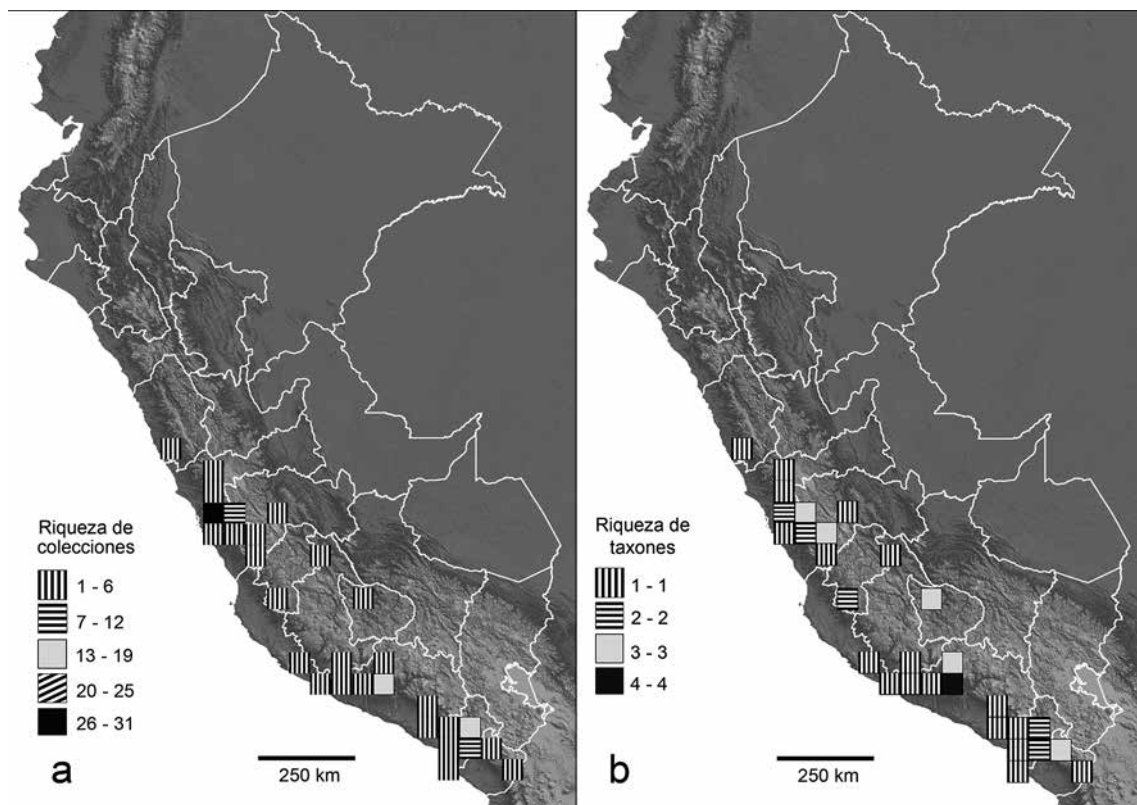 Riqueza de
colecciones
1 - 6
7 - 12
13 - 19
20 - 25
26 - 31
a
250 km
Riqueza de
taxones
1 - 1
2 - 2
3 - 3
4 - 4
b
250 km